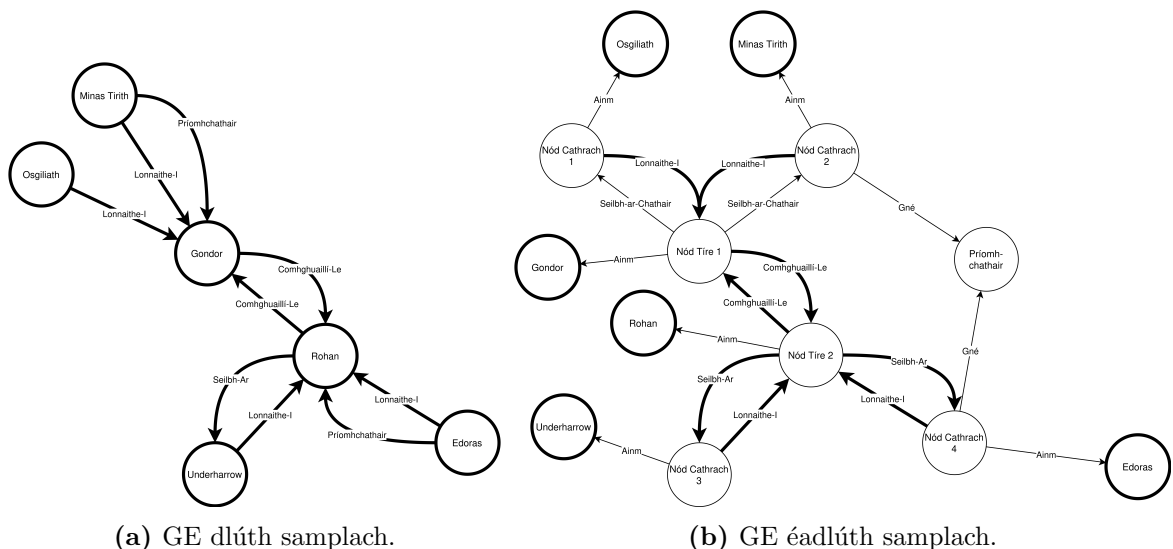 Minas Tirith
Príomhchathair
Osgiliath
Lonnaithe-I
Lonnaithe-I
Gondor
Comhghuaillí-Le
Comhghuaillí-Le
Rohan
Seilbh-Ar
Lonnaithe-I
Lonnaithe-I
Príomhchathair
Edoras
Underharrow
(a) GE dlúth samplach.
Osgiliath
Minas Tirith
Ainm
Ainm
Nód Cathrach
1
Lonnaithe-I
Lonnaithe-I
Nód Cathrach
2
Seilbh-ar-Chathair
Seilbh-ar-Chathair
Gné
Nód Tíre 1
Príomh-
chathair
Gondor
Ainm
Comhghuaillí-Le
Comhghuaillí-Le
Rohan
Ainm
Nód Tíre 2
Gné
Seilbh-Ar
Seilbh-Ar
Lonnaithe-I
Lonnaithe-I
Underharrow
Ainm
Nód Cathrach
3
Nód Cathrach
4
Ainm
Edoras
(b) GE éadlúth samplach.